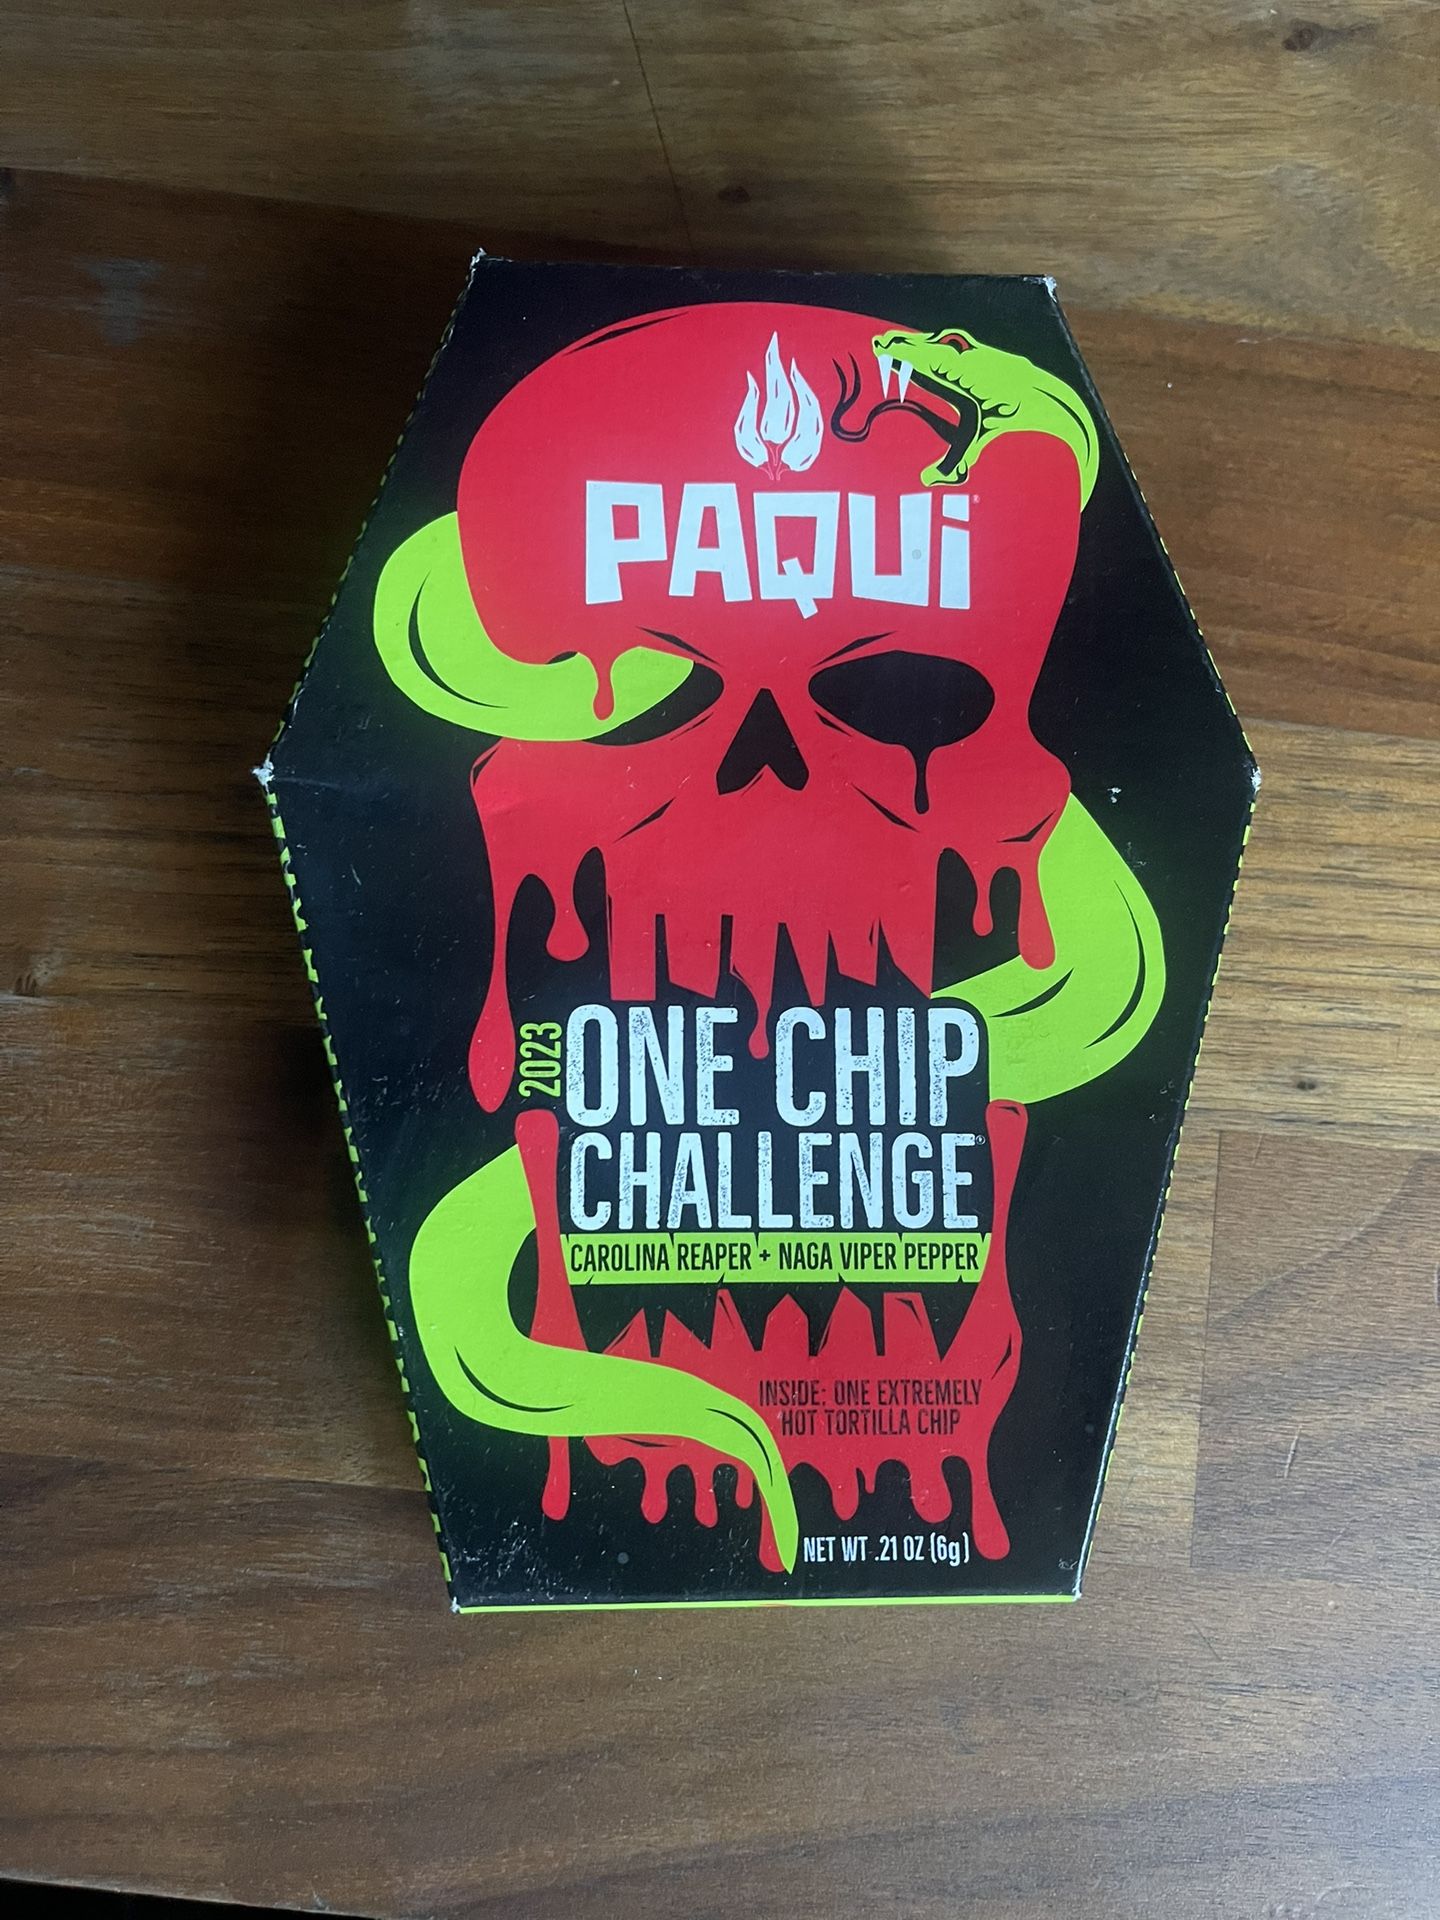 PAQUI®
2023
ONE CHIP
CHALLENGE®
CAROLINA REAPER + NAGA VIPER PEPPER
INSIDE: ONE EXTREMELY
HOT TORTILLA CHIP
NET WT .21 OZ (6g)